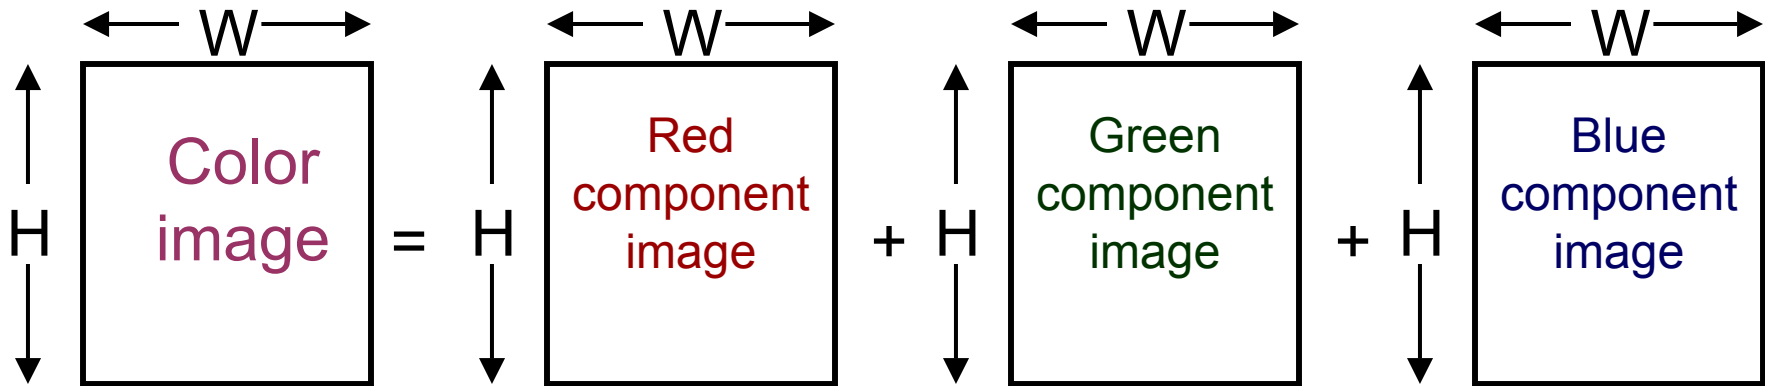 W W W W
H Color image = H Red component image + H Green component image + H Blue component image